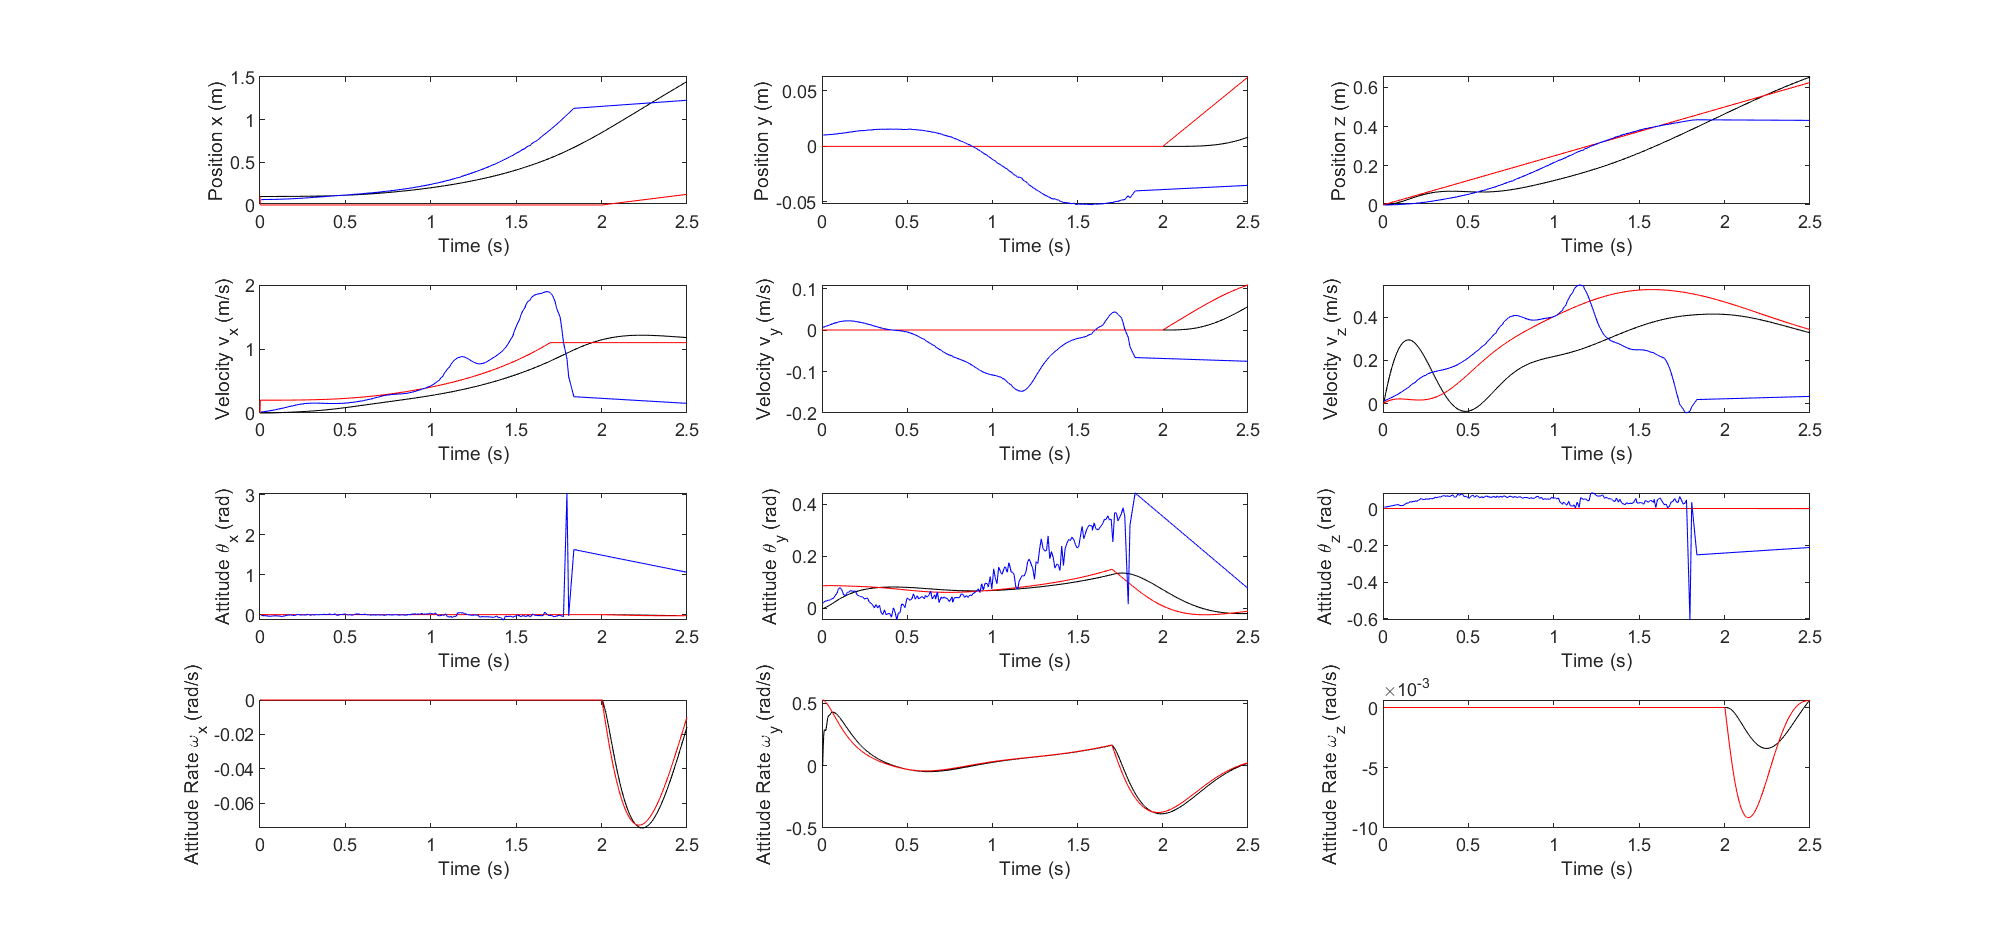 Position x (m)
1.5
1
0.5
0
0 0.5 1 1.5 2 2.5
Time (s)
Position y (m)
0.05
0
-0.05
0 0.5 1 1.5 2 2.5
Time (s)
Position z (m)
0.6
0.4
0.2
0
0 0.5 1 1.5 2 2.5
Time (s)
Velocity v_x (m/s)
2
1
0
0 0.5 1 1.5 2 2.5
Time (s)
Velocity v_y (m/s)
0.1
0
-0.1
-0.2
0 0.5 1 1.5 2 2.5
Time (s)
Velocity v_z (m/s)
0.4
0.2
0
0 0.5 1 1.5 2 2.5
Time (s)
Attitude θ_x (rad)
3
2
1
0
0 0.5 1 1.5 2 2.5
Time (s)
Attitude θ_y (rad)
0.4
0.2
0
0 0.5 1 1.5 2 2.5
Time (s)
Attitude θ_z (rad)
0
-0.2
-0.4
-0.6
0 0.5 1 1.5 2 2.5
Time (s)
Attitude Rate ω_x (rad/s)
0
-0.02
-0.04
-0.06
0 0.5 1 1.5 2 2.5
Time (s)
Attitude Rate ω_y (rad/s)
0.5
0
-0.5
0 0.5 1 1.5 2 2.5
Time (s)
Attitude Rate ω_z (rad/s)
×10^-3
0
-5
-10
0 0.5 1 1.5 2 2.5
Time (s)